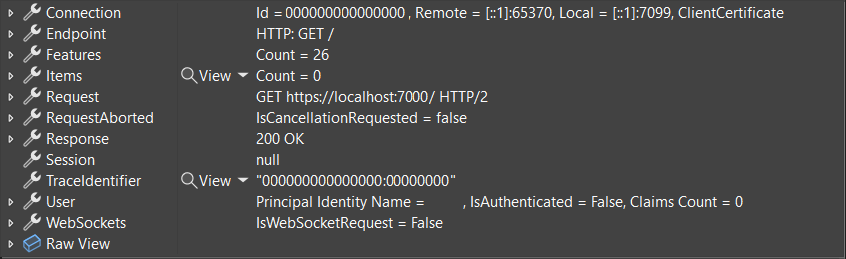 Connection Id = 000000000000000 , Remote = [::1]:65370, Local = [::1]:7099, ClientCertificate
Endpoint HTTP: GET /
Features Count = 26
Items View Count = 0
Request GET https://localhost:7000/ HTTP/2
RequestAborted IsCancellationRequested = false
Response 200 OK
Session null
TraceIdentifier View "000000000000000:00000000"
User Principal Identity Name = , IsAuthenticated = False, Claims Count = 0
WebSockets IsWebSocketRequest = False
Raw View